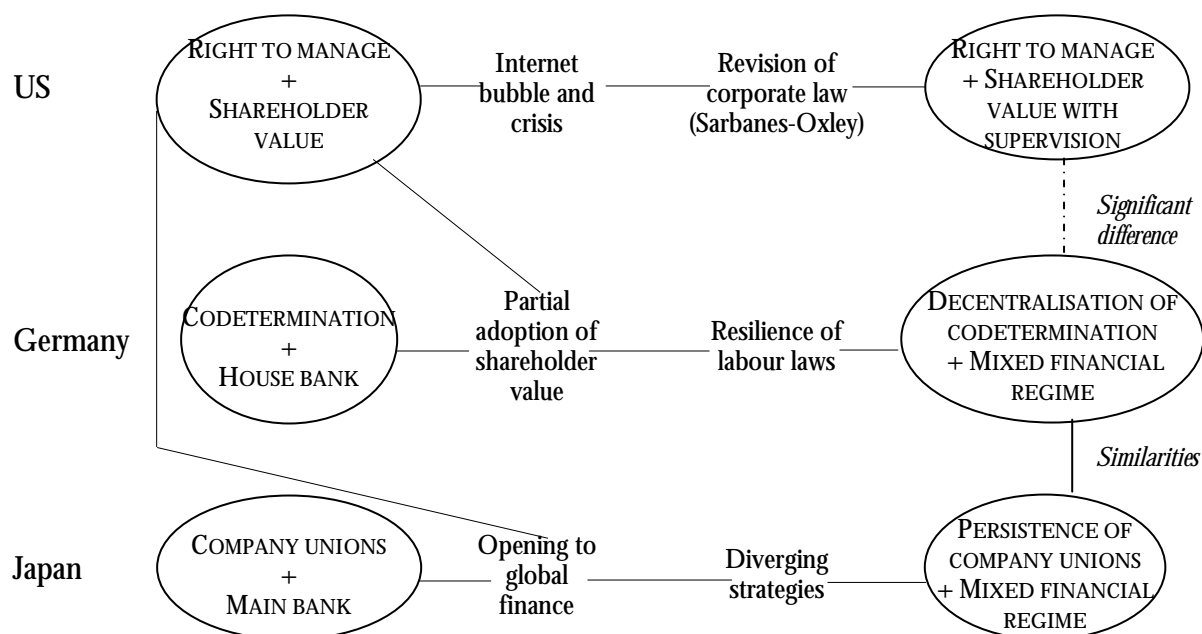 US
RIGHT TO MANAGE
+
SHAREHOLDER
VALUE
Internet
bubble and
crisis
Revision of
corporate law
(Sarbanes-Oxley)
RIGHT TO MANAGE
+ SHAREHOLDER
VALUE WITH
SUPERVISION
Significant
difference
Germany
CODETERMINATION
+
HOUSE BANK
Partial
adoption of
shareholder
value
Resilience of
labour laws
DECENTRALISATION OF
CODETERMINATION
+ MIXED FINANCIAL
REGIME
Similarities
Japan
COMPANY UNIONS
+
MAIN BANK
Opening to
global
finance
Diverging
strategies
PERSISTENCE OF
COMPANY UNIONS
+ MIXED FINANCIAL
REGIME